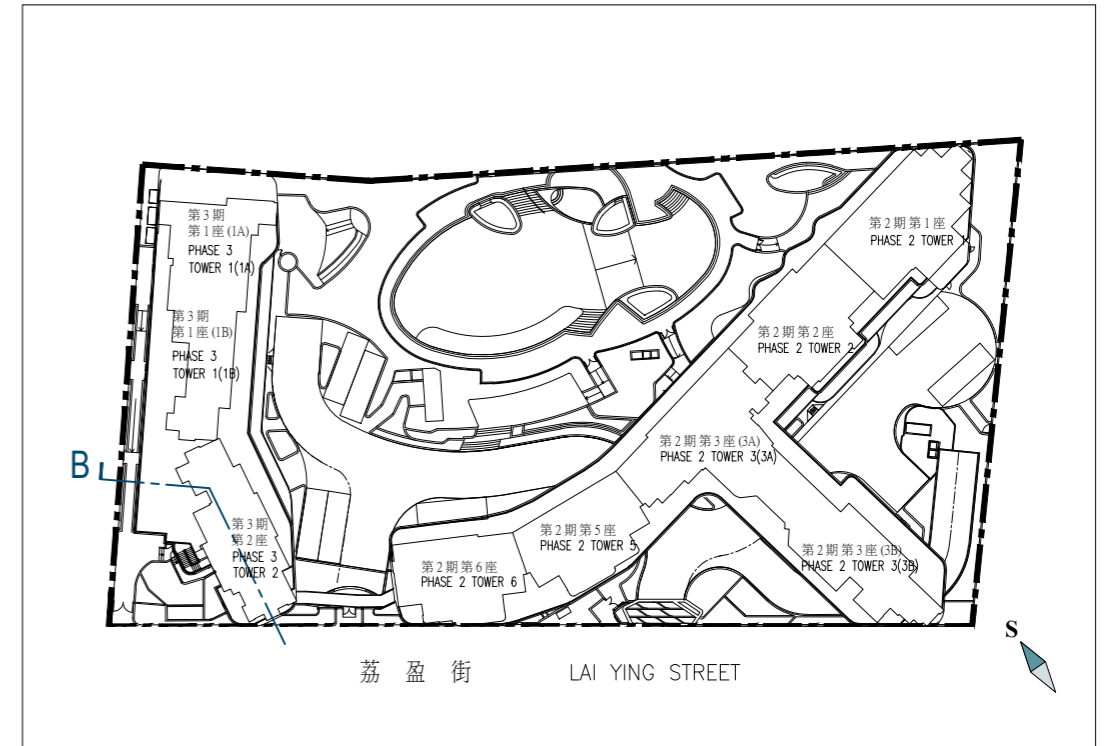 第3期
第1座(1A)
PHASE 3
TOWER 1(1A)
第3期
第1座(1B)
PHASE 3
TOWER 1(1B)
B
第3期
第2座
PHASE 3
TOWER 2
第2期第1座
PHASE 2 TOWER 1
第2期第2座
PHASE 2 TOWER 2
第2期第3座(3A)
PHASE 2 TOWER 3(3A)
第2期第5座
PHASE 2 TOWER 5
第2期第3座(3B)
PHASE 2 TOWER 3(3B)
第2期第6座
PHASE 2 TOWER 6
S
荔盈街 LAI YING STREET